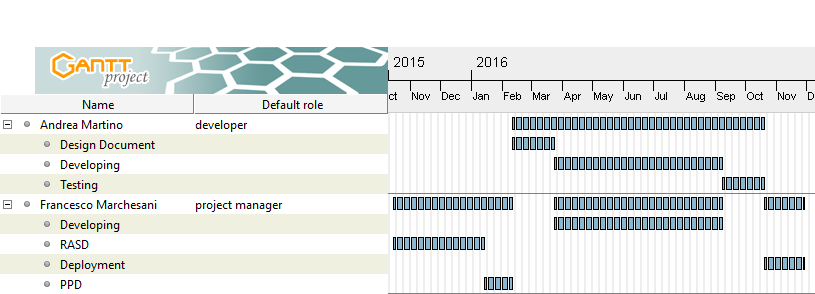 GANTT
project
2015 2016
ct Nov Dec Jan Feb Mar Apr May Jun Jul Aug Sep Oct Nov D
Name Default role
Andrea Martino developer
Design Document
Developing
Testing
Francesco Marchesani project manager
Developing
RASD
Deployment
PPD